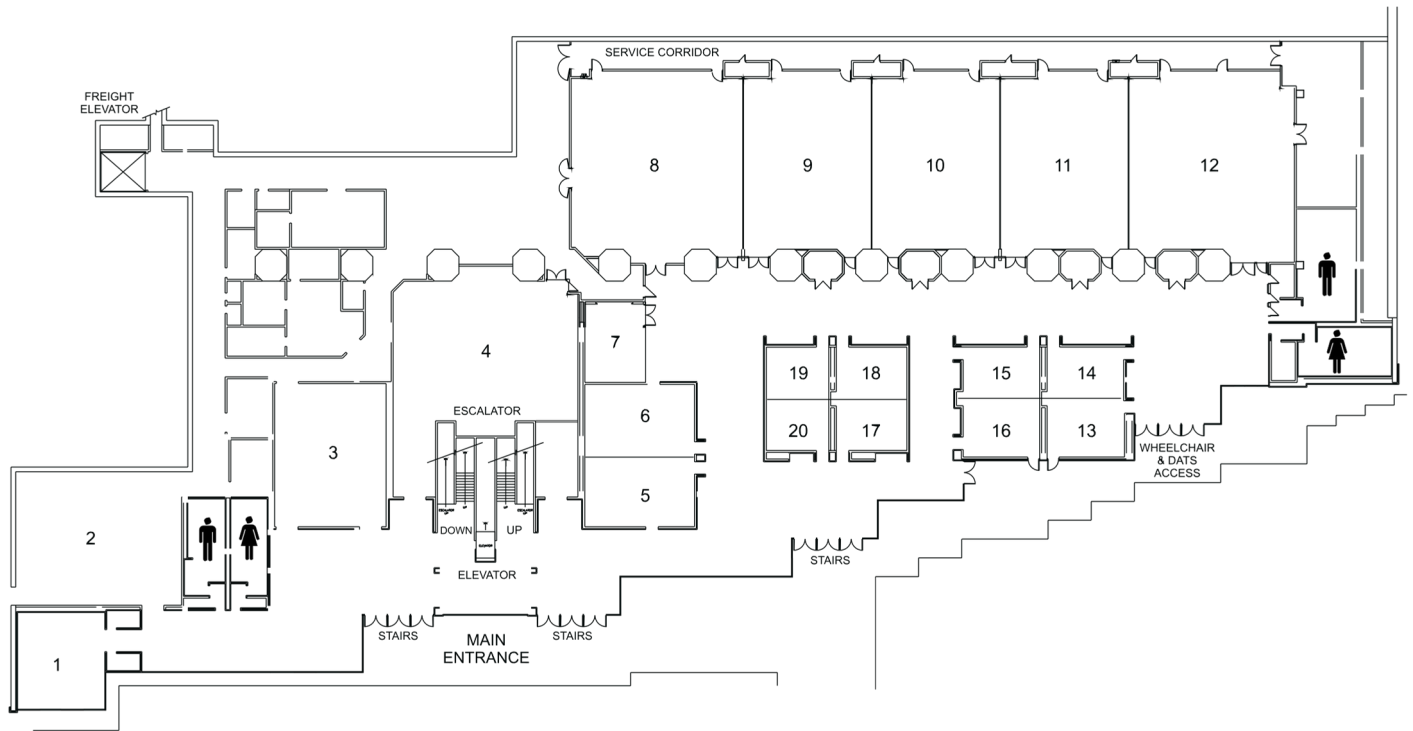 SERVICE CORRIDOR
FREIGHT
ELEVATOR
8
9
10
11
12
4
7
19
18
15
14
ESCALATOR
6
20
17
16
13
3
WHEELCHAIR
& DATS
ACCESS
5
DOWN
UP
2
STAIRS
ELEVATOR
STAIRS
STAIRS
MAIN
ENTRANCE
1